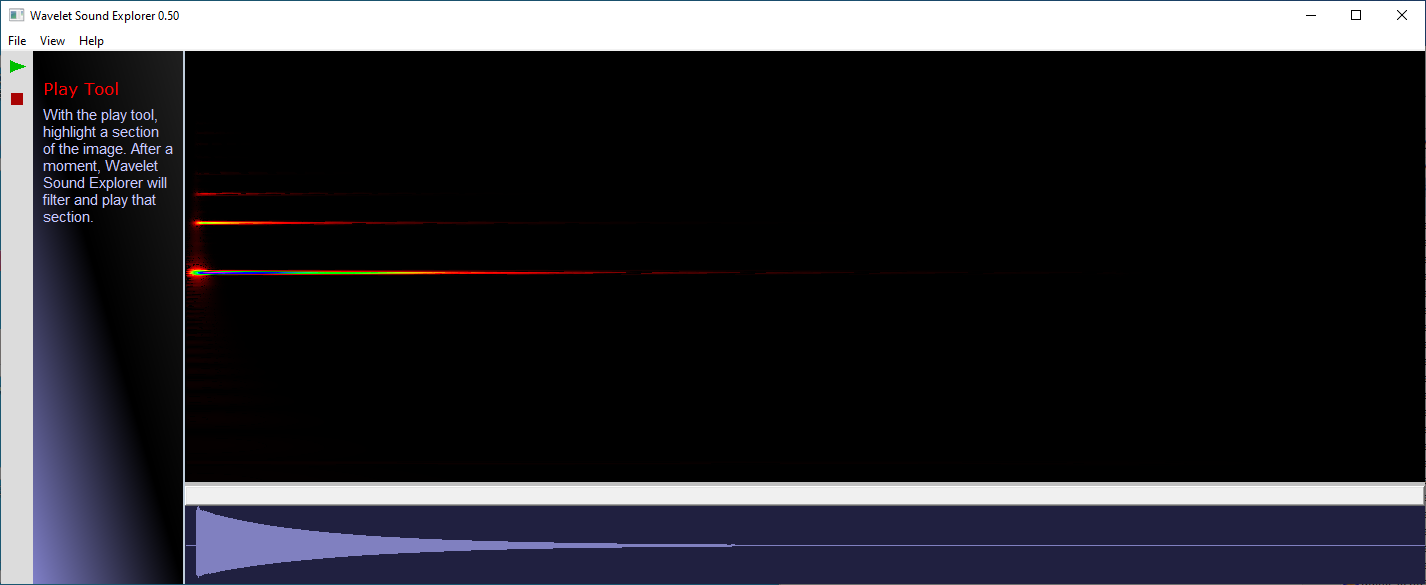 Wavelet Sound Explorer 0.50
File View Help
Play Tool
With the play tool,
highlight a section
of the image. After a
moment, Wavelet
Sound Explorer will
filter and play that
section.